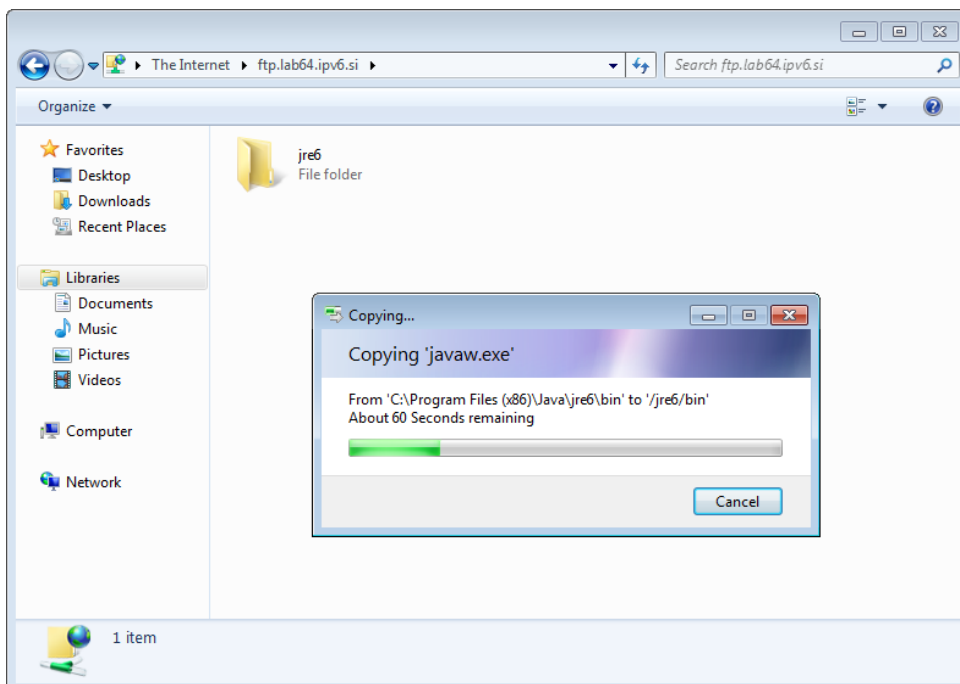 The Internet ftp.lab64.ipv6.si
Search ftp.lab64.ipv6.si
Organize
Favorites
Desktop
Downloads
Recent Places
Libraries
Documents
Music
Pictures
Videos
Computer
Network
jre6
File folder
Copying...
Copying 'javaw.exe'
From 'C:\Program Files (x86)\Java\jre6\bin' to '/jre6/bin'
About 60 Seconds remaining
Cancel
1 item